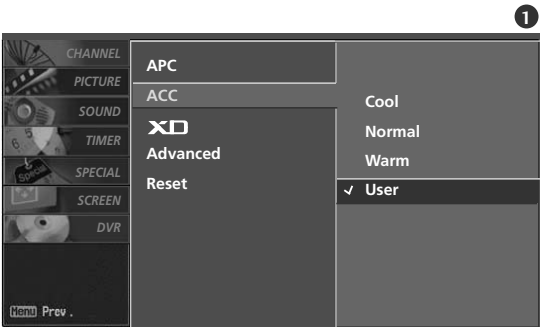 1
CHANNEL
PICTURE
SOUND
TIMER
SPECIAL
SCREEN
DVR
Menu Prev .
APC
ACC
XD
Advanced
Reset
Cool
Normal
Warm
✓ User